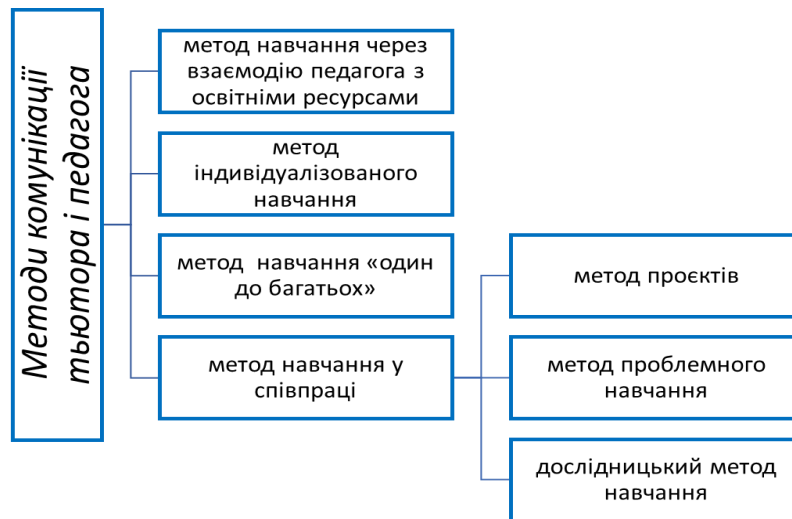 Методи комунікації
тьютора і педагога
метод навчання через
взаємодію педагога з
освітніми ресурсами
метод
індивідуалізованого
навчання
метод навчання «один
до багатьох»
метод навчання у
співпраці
метод проєктів
метод проблемного
навчання
дослідницький метод
навчання